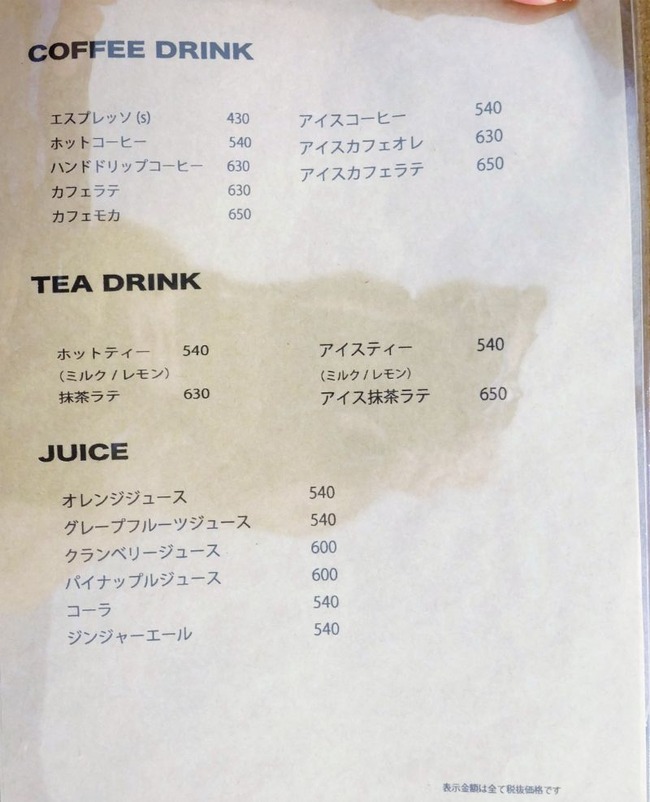 COFFEE DRINK
エスプレッソ (s) 430
ホットコーヒー 540
ハンドドリップコーヒー 630
カフェラテ 630
カフェモカ 650
アイスコーヒー 540
アイスカフェオレ 630
アイスカフェラテ 650
TEA DRINK
ホットティー 540
（ミルク / レモン）
抹茶ラテ 630
アイスティー 540
（ミルク / レモン）
アイス抹茶ラテ 650
JUICE
オレンジジュース 540
グレープフルーツジュース 540
クランベリージュース 600
パイナップルジュース 600
コーラ 540
ジンジャーエール 540
表示金額は全て税抜価格です